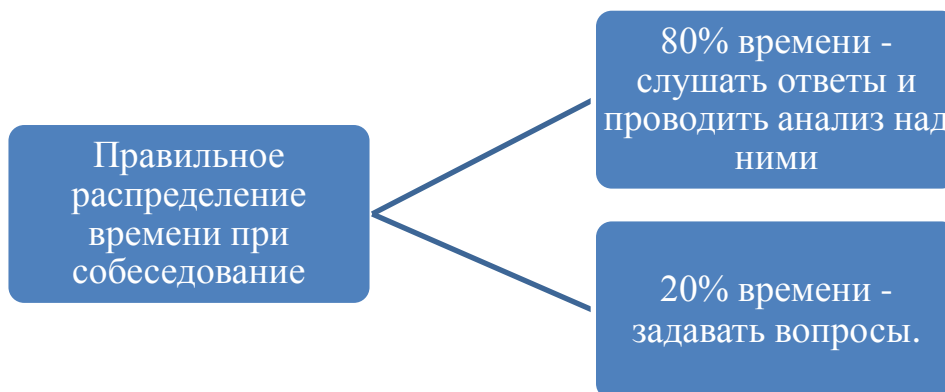 Правильное
распределение
времени при
собеседование
80% времени -
слушать ответы и
проводить анализ над
ними
20% времени -
задавать вопросы.